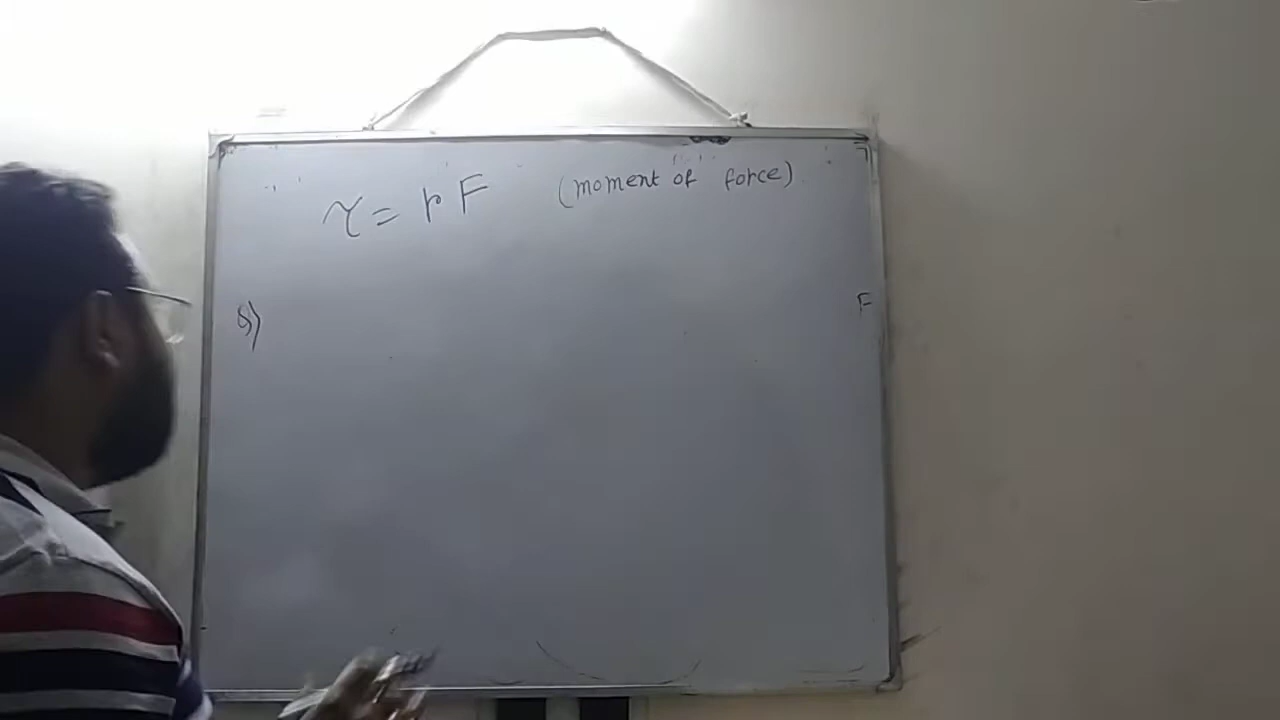 τ = r F (moment of force)
Q)
F